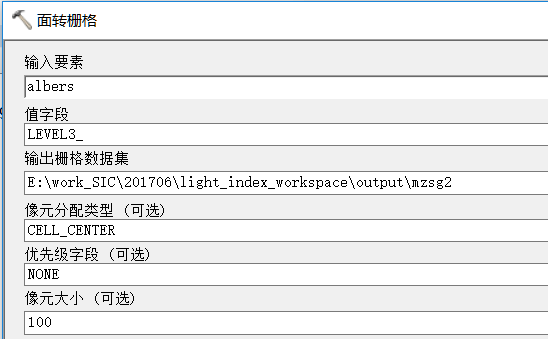 面转栅格
输入要素
albers
值字段
LEVEL3_
输出栅格数据集
E:\work_SIC\201706\light_index_workspace\output\mzsg2
像元分配类型 (可选)
CELL_CENTER
优先级字段 (可选)
NONE
像元大小 (可选)
100